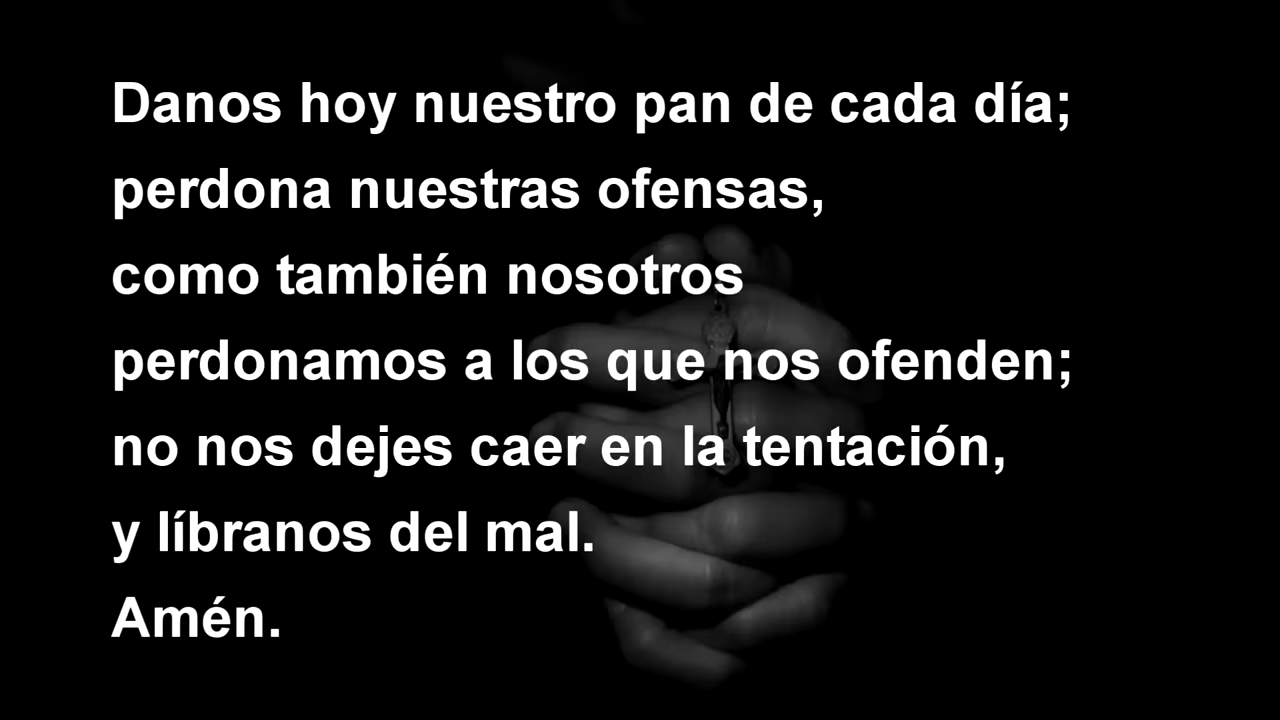 Danos hoy nuestro pan de cada día;
perdona nuestras ofensas,
como también nosotros
perdonamos a los que nos ofenden;
no nos dejes caer en la tentación,
y líbranos del mal.
Amén.